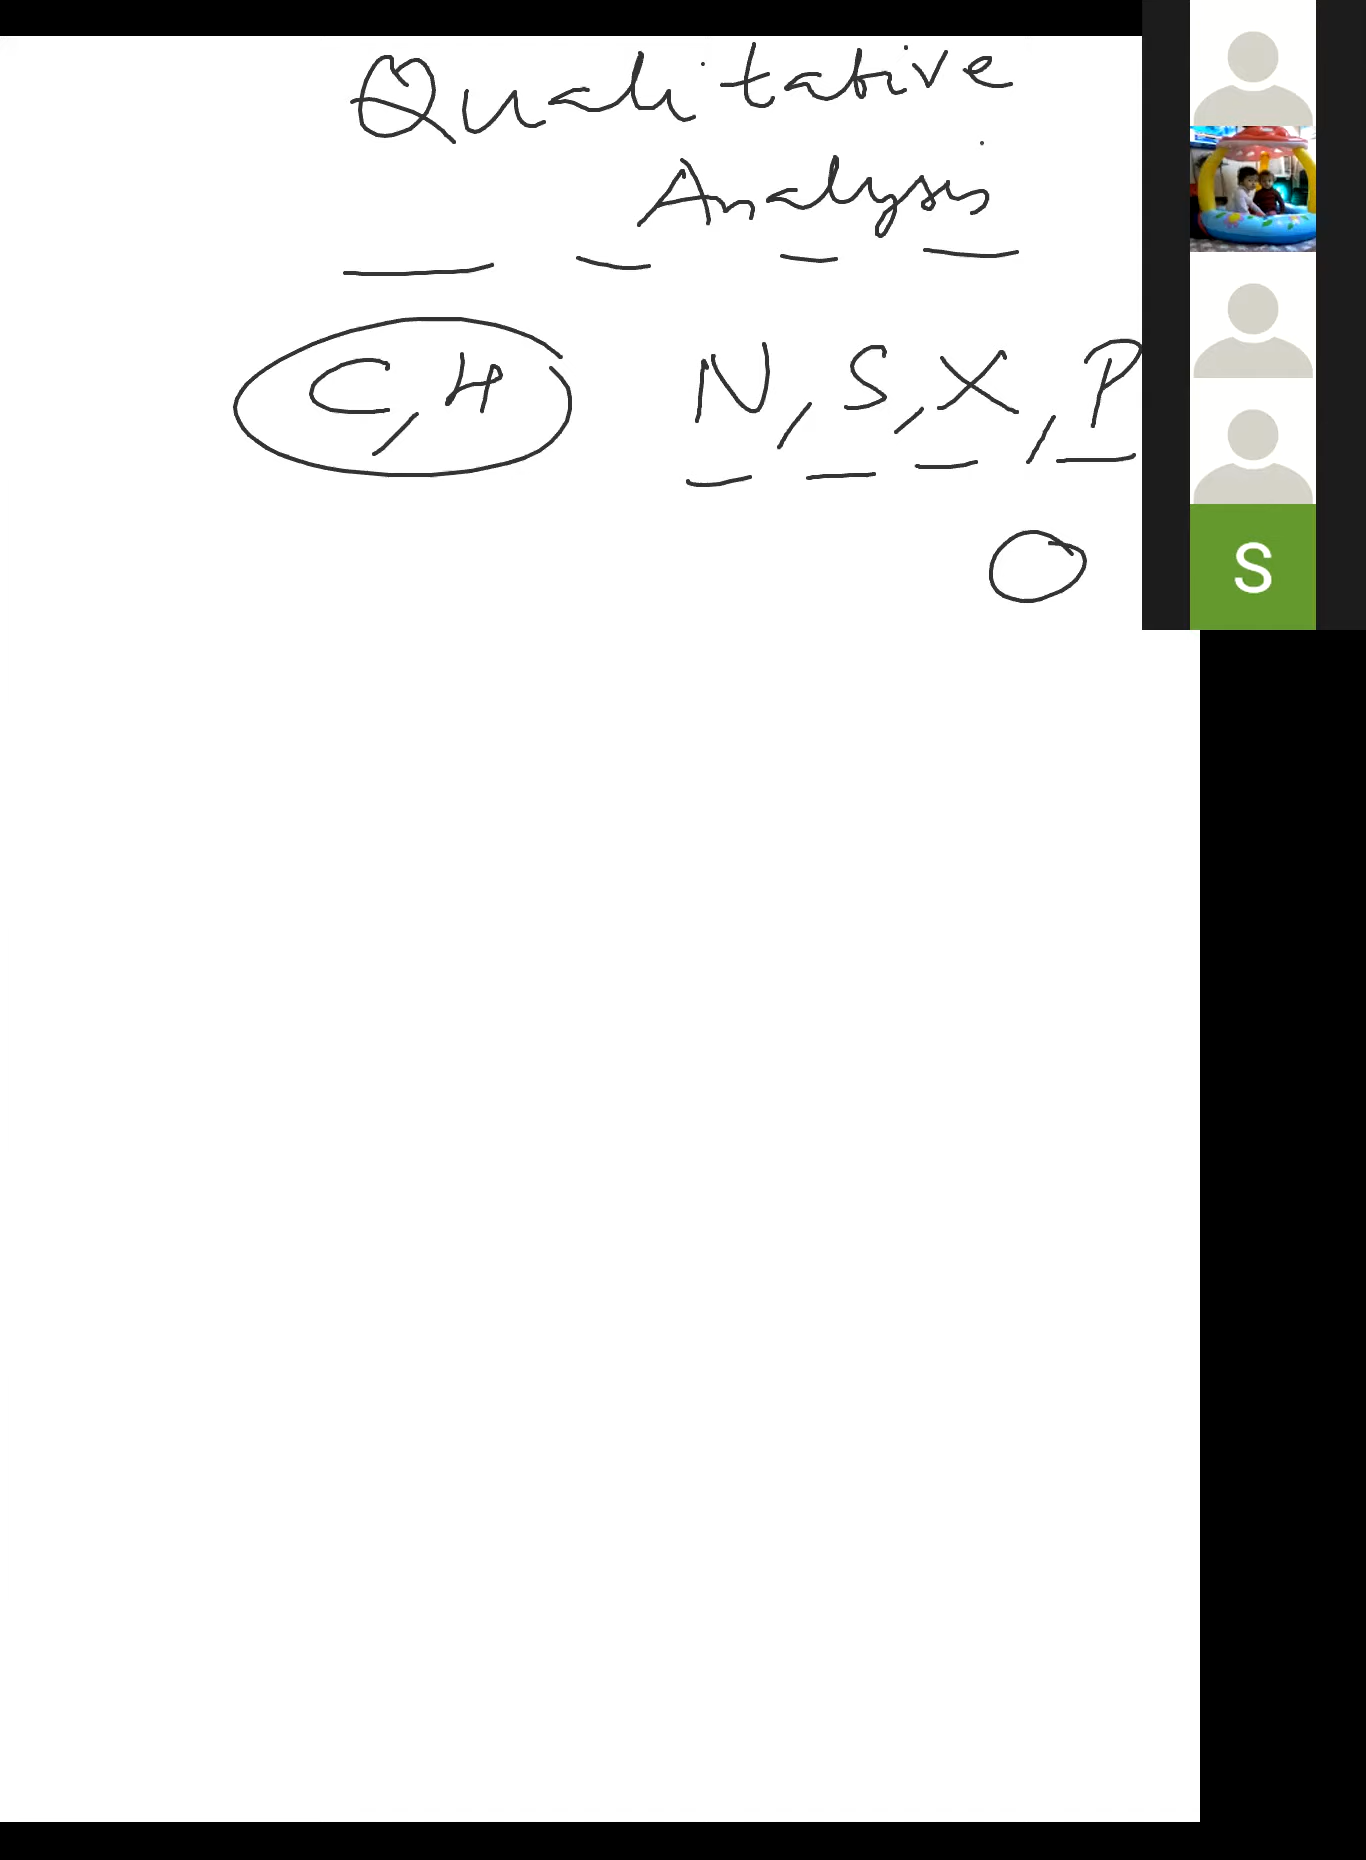 Qualitative
Analysis
C, H N, S, X, P
O
S